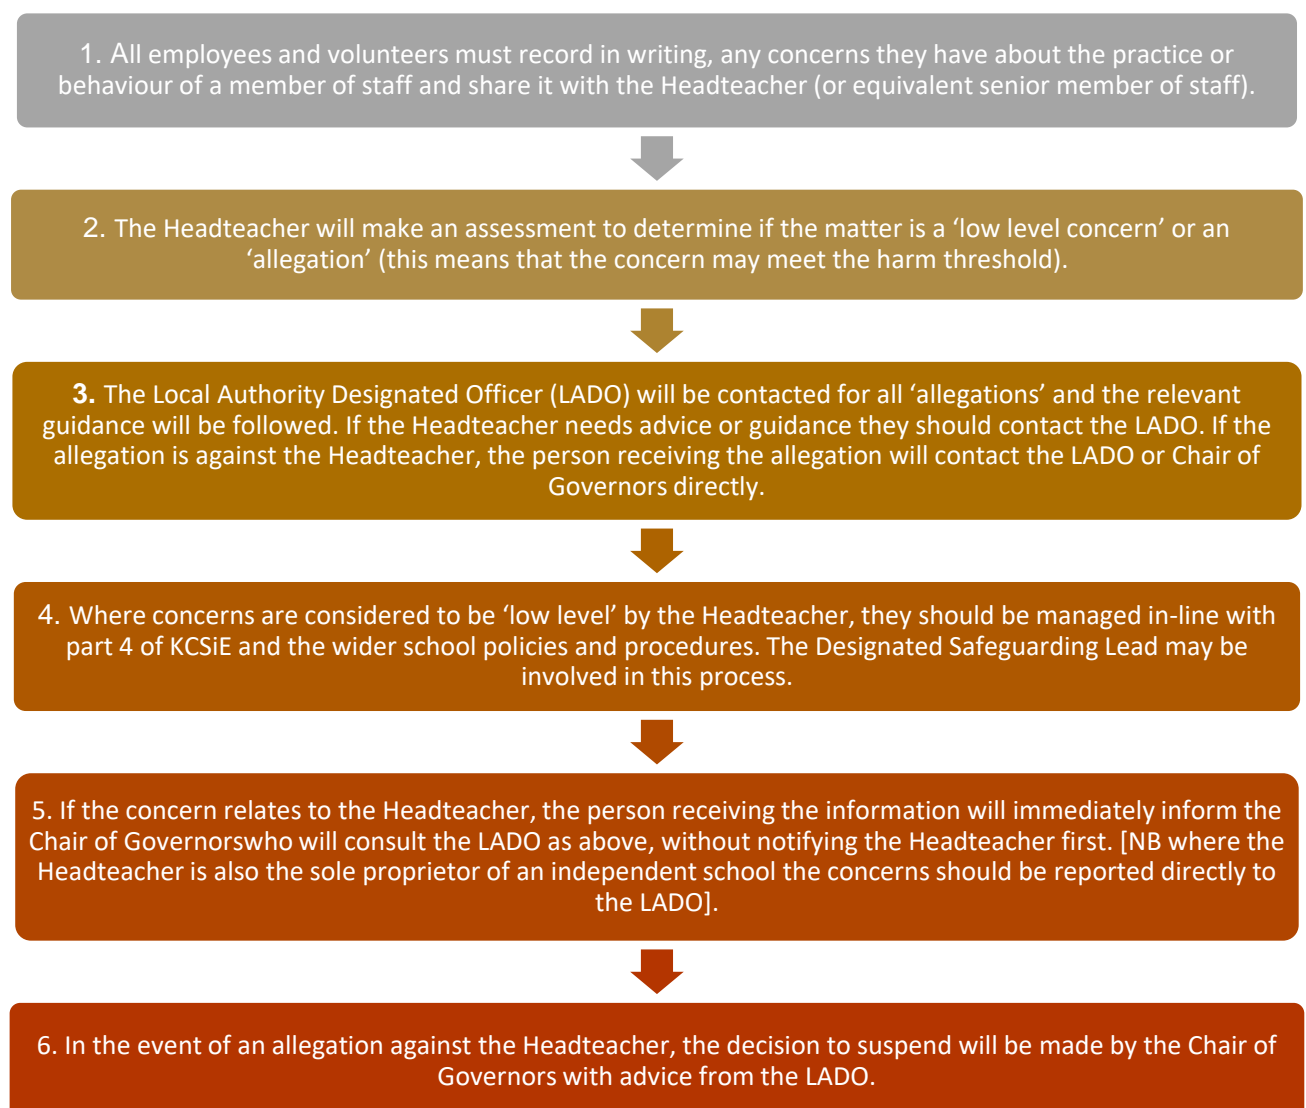 1. All employees and volunteers must record in writing, any concerns they have about the practice or
behaviour of a member of staff and share it with the Headteacher (or equivalent senior member of staff).
2. The Headteacher will make an assessment to determine if the matter is a ‘low level concern’ or an
‘allegation’ (this means that the concern may meet the harm threshold).
3. The Local Authority Designated Officer (LADO) will be contacted for all ‘allegations’ and the relevant
guidance will be followed. If the Headteacher needs advice or guidance they should contact the LADO. If the
allegation is against the Headteacher, the person receiving the allegation will contact the LADO or Chair of
Governors directly.
4. Where concerns are considered to be ‘low level’ by the Headteacher, they should be managed in-line with
part 4 of KCSiE and the wider school policies and procedures. The Designated Safeguarding Lead may be
involved in this process.
5. If the concern relates to the Headteacher, the person receiving the information will immediately inform the
Chair of Governorswho will consult the LADO as above, without notifying the Headteacher first. [NB where the
Headteacher is also the sole proprietor of an independent school the concerns should be reported directly to
the LADO].
6. In the event of an allegation against the Headteacher, the decision to suspend will be made by the Chair of
Governors with advice from the LADO.